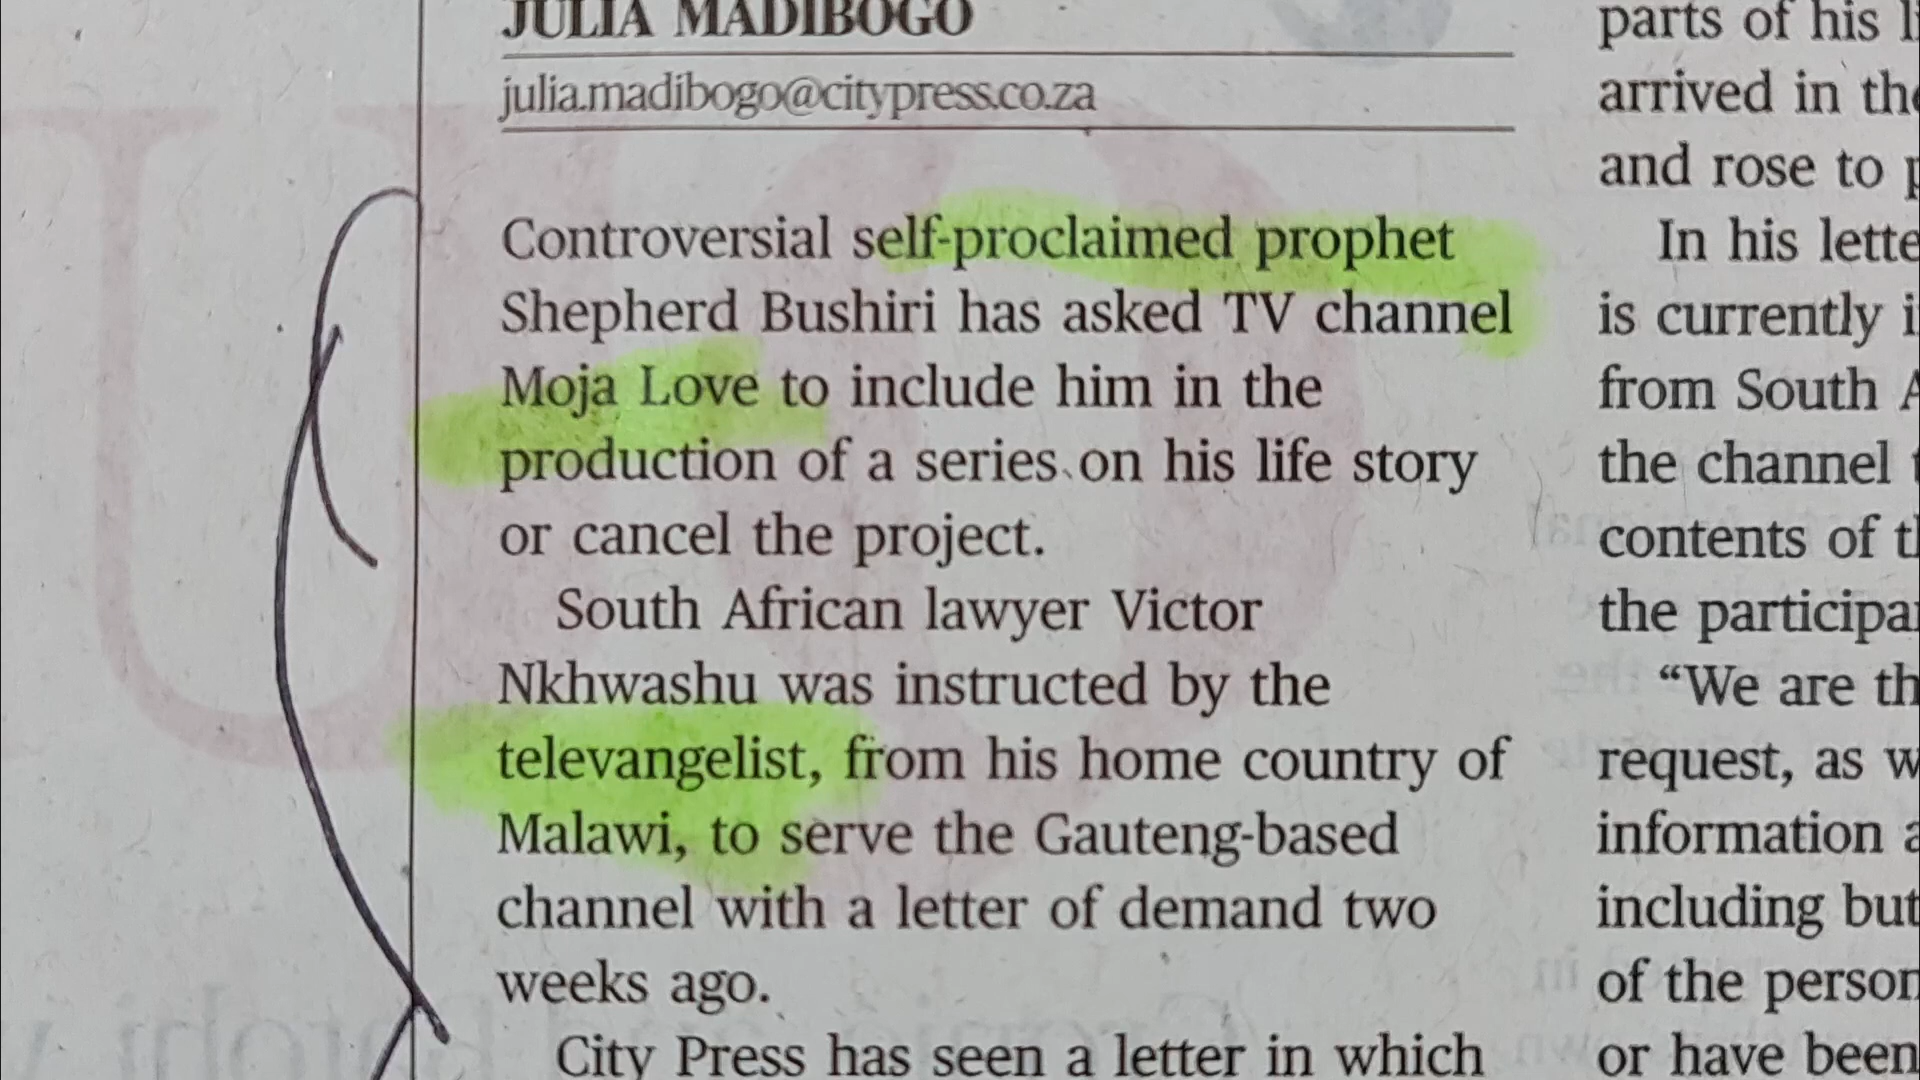 JULIA MADIBOGO
julia.madibogo@citypress.co.za
Controversial self-proclaimed prophet
Shepherd Bushiri has asked TV channel
Moja Love to include him in the
production of a series on his life story
or cancel the project.
South African lawyer Victor
Nkhwashu was instructed by the
televangelist, from his home country of
Malawi, to serve the Gauteng-based
channel with a letter of demand two
weeks ago.
City Press has seen a letter in which
parts of his
arrived in
and rose to
In his
is currently
from South
the channel
contents of
the
“We are
request, as
information
including but
of the
or have been